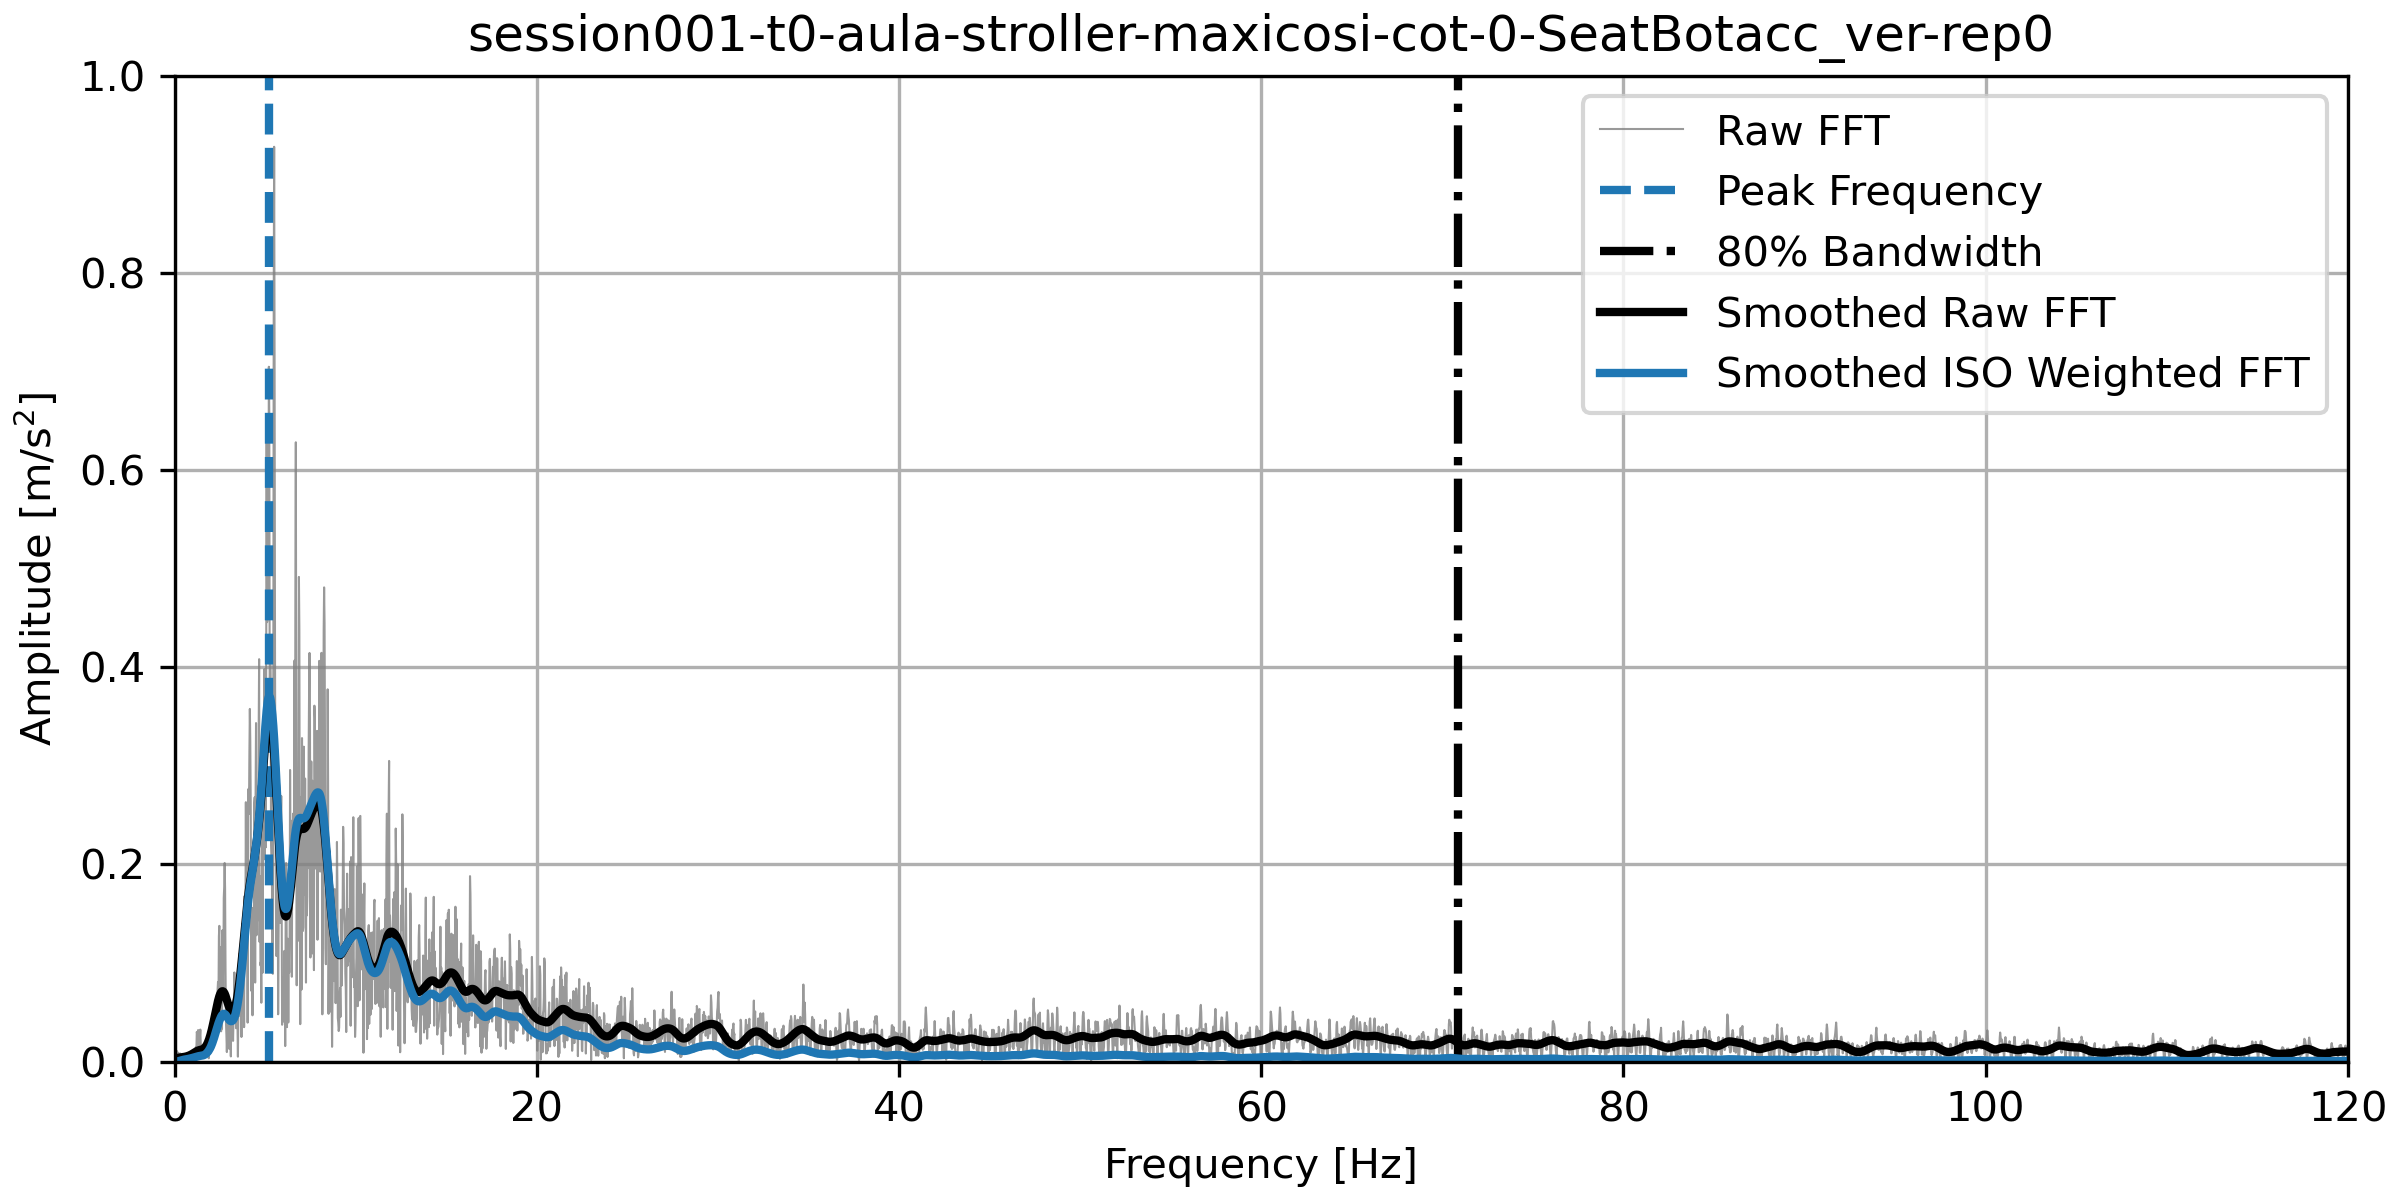 session001-t0-aula-stroller-maxicosi-cot-0-SeatBotacc_ver-rep0
1.0
0.8
0.6
0.4
0.2
0.0
Amplitude [m/s²]
Raw FFT
Peak Frequency
80% Bandwidth
Smoothed Raw FFT
Smoothed ISO Weighted FFT
0 20 40 60 80 100 120
Frequency [Hz]